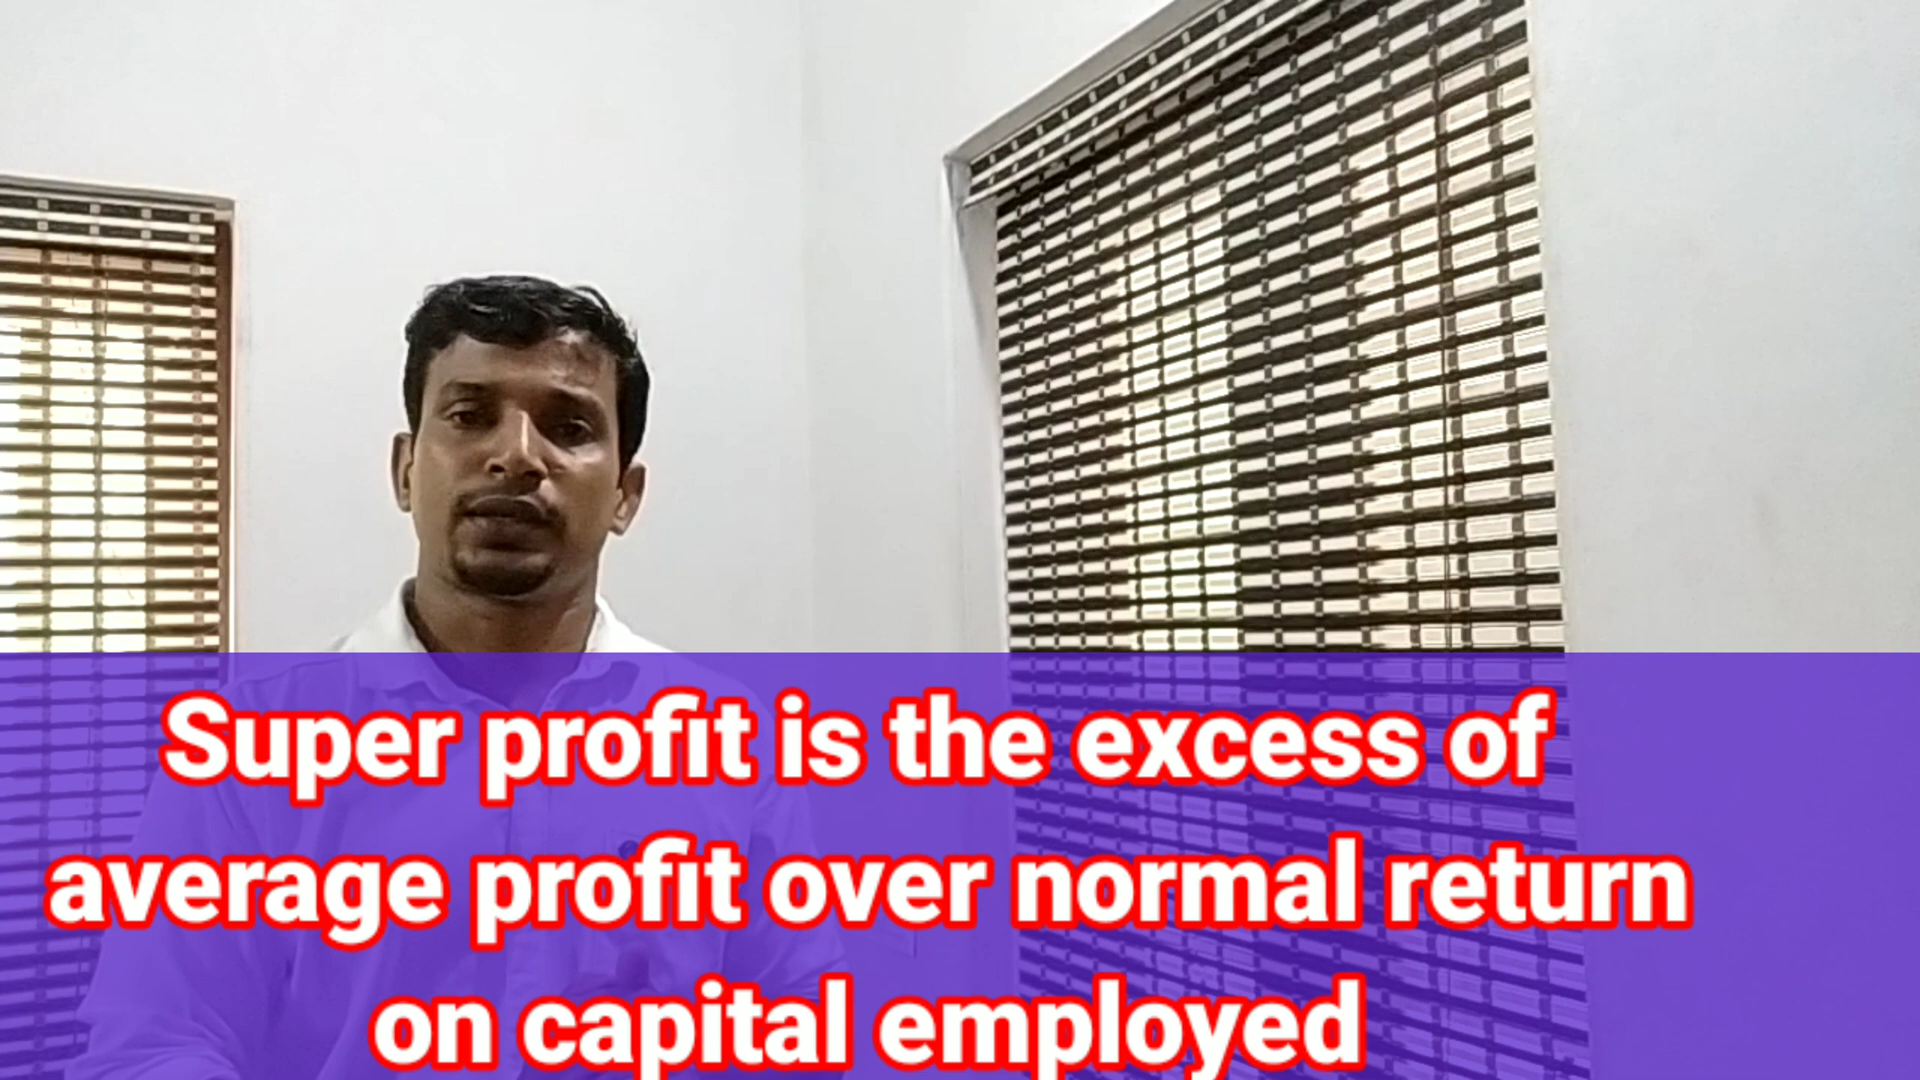 Super profit is the excess of
average profit over normal return
on capital employed